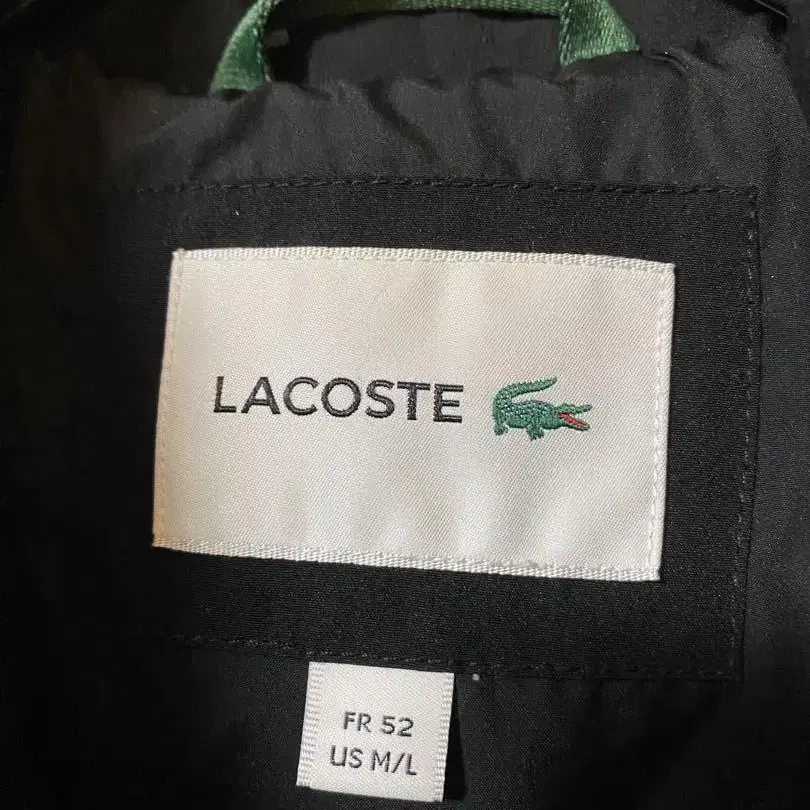 LACOSTE
FR 52
US M/L